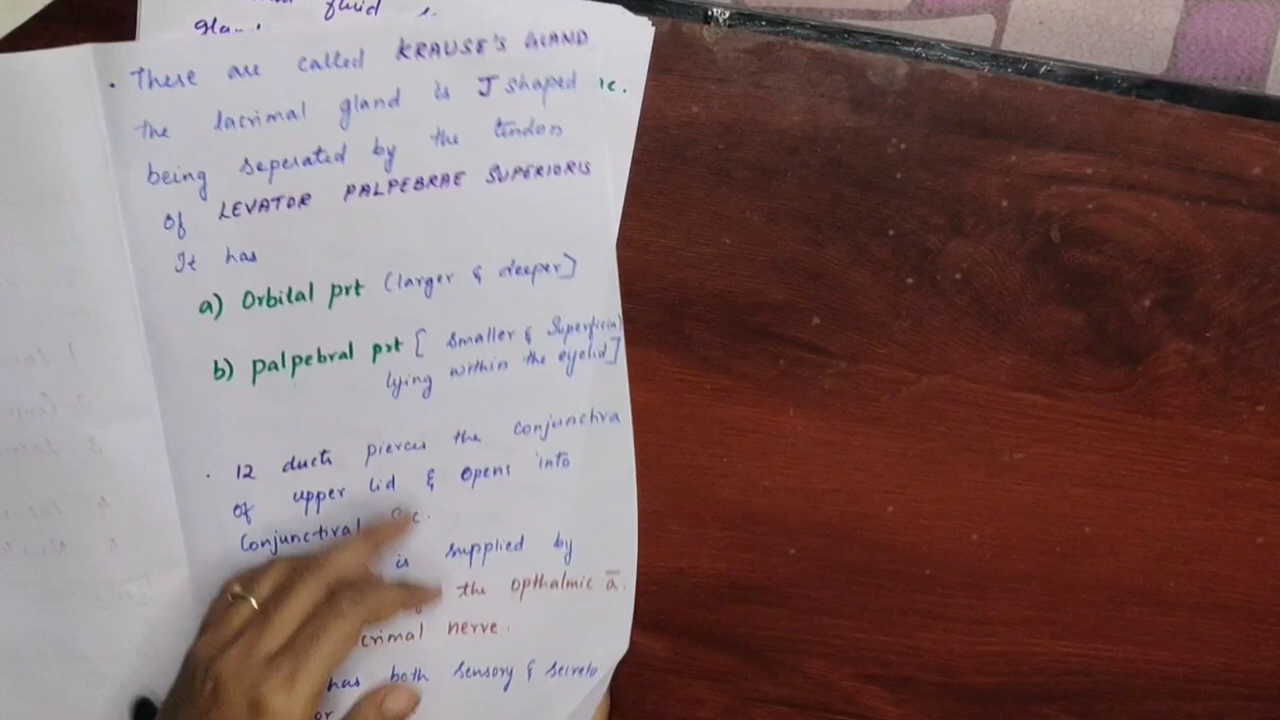 fluid
• These are called KRAUSE'S GLAND
the lacrimal gland is J shaped ie.
being seperated by the tendon
of LEVATOR PALPEBRAE SUPERIORIS
It has
a) Orbital prt (larger & deeper]
b) palpebral prt [smaller & Superficial
lying within the eyelid]
. 12 ducts pierces the conjunctiva
of upper lid & opens into
Conjunctival
is supplied by
the opthalmic a̅.
crimal nerve.
has both sensory & secreto
or